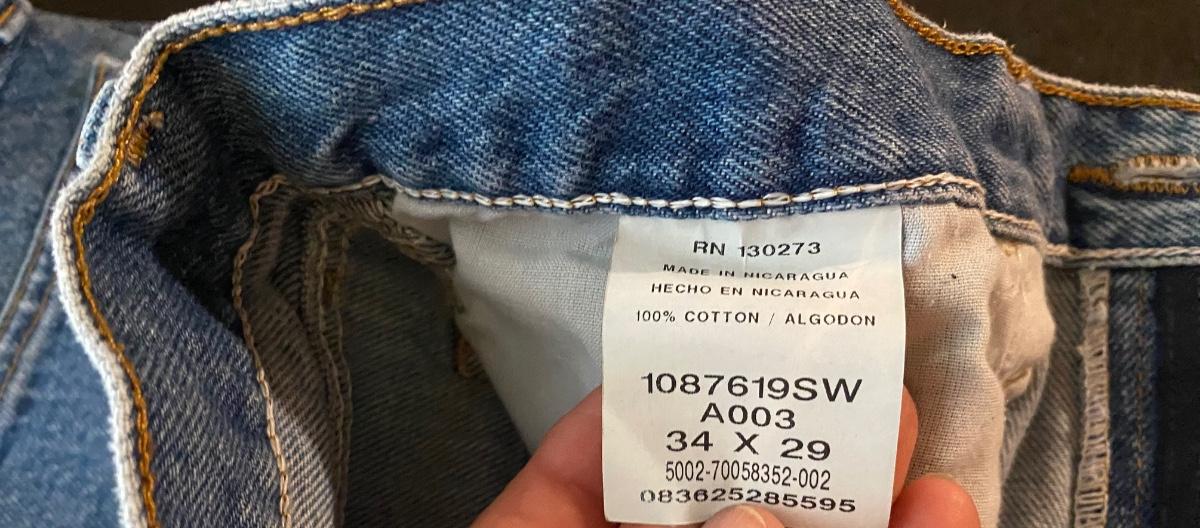 RN 130273
MADE IN NICARAGUA
HECHO EN NICARAGUA
100% COTTON / ALGODON
1087619SW
A003
34 X 29
5002-70058352-002
083625285595